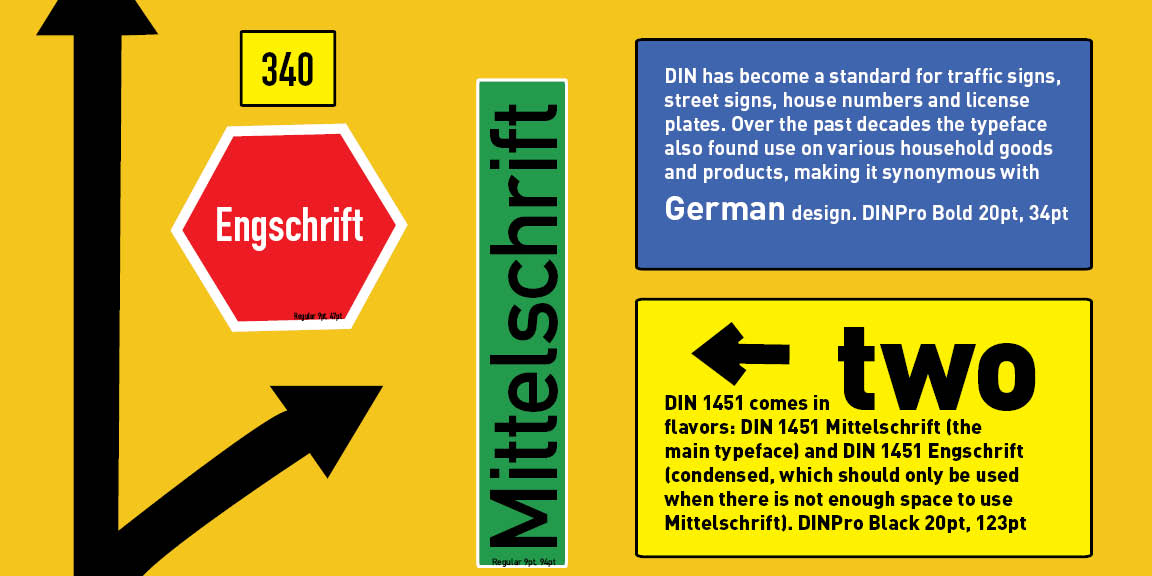 340
Engschrift
Regular 9pt, 47pt
Mittelschrift
Regular 9pt, 94pt
DIN has become a standard for traffic signs,
street signs, house numbers and license
plates. Over the past decades the typeface
also found use on various household goods
and products, making it synonymous with
German design. DINPro Bold 20pt, 34pt
DIN 1451 comes in two
flavors: DIN 1451 Mittelschrift (the
main typeface) and DIN 1451 Engschrift
(condensed, which should only be used
when there is not enough space to use
Mittelschrift). DINPro Black 20pt, 123pt